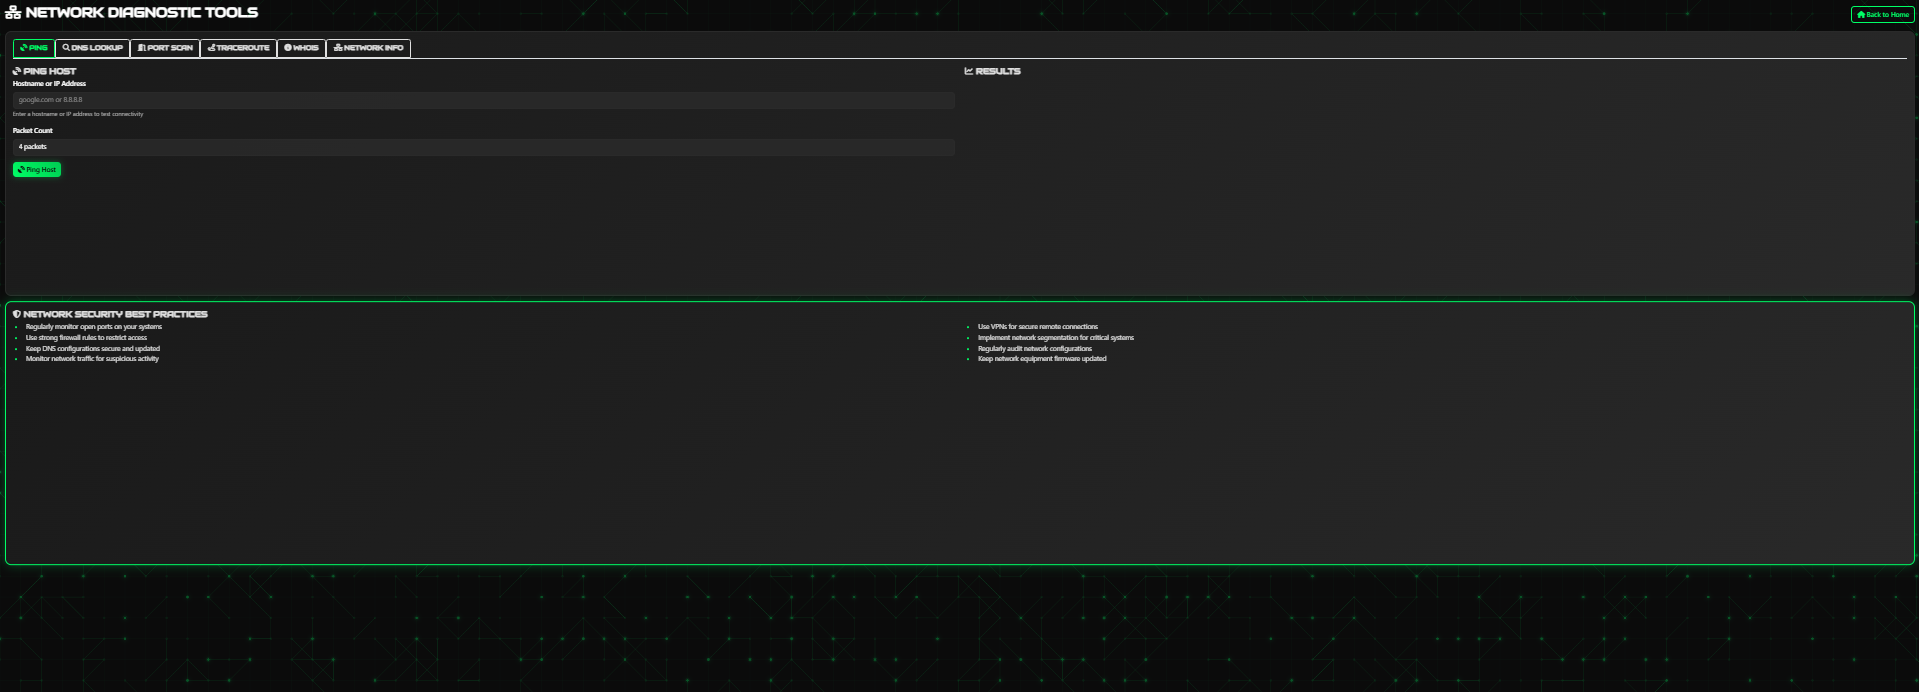 NETWORK DIAGNOSTIC TOOLS
Back to Home
PING
DNS LOOKUP
PORT SCAN
TRACEROUTE
WHOIS
NETWORK INFO
PING HOST
Hostname or IP Address
google.com or 8.8.8.8
Enter a hostname or IP address to test connectivity
Packet Count
4 packets
Ping Host
RESULTS
NETWORK SECURITY BEST PRACTICES
Regularly monitor open ports on your systems
Use strong firewall rules to restrict access
Keep DNS configurations secure and updated
Monitor network traffic for suspicious activity
Use VPNs for secure remote connections
Implement network segmentation for critical systems
Regularly audit network configurations
Keep network equipment firmware updated